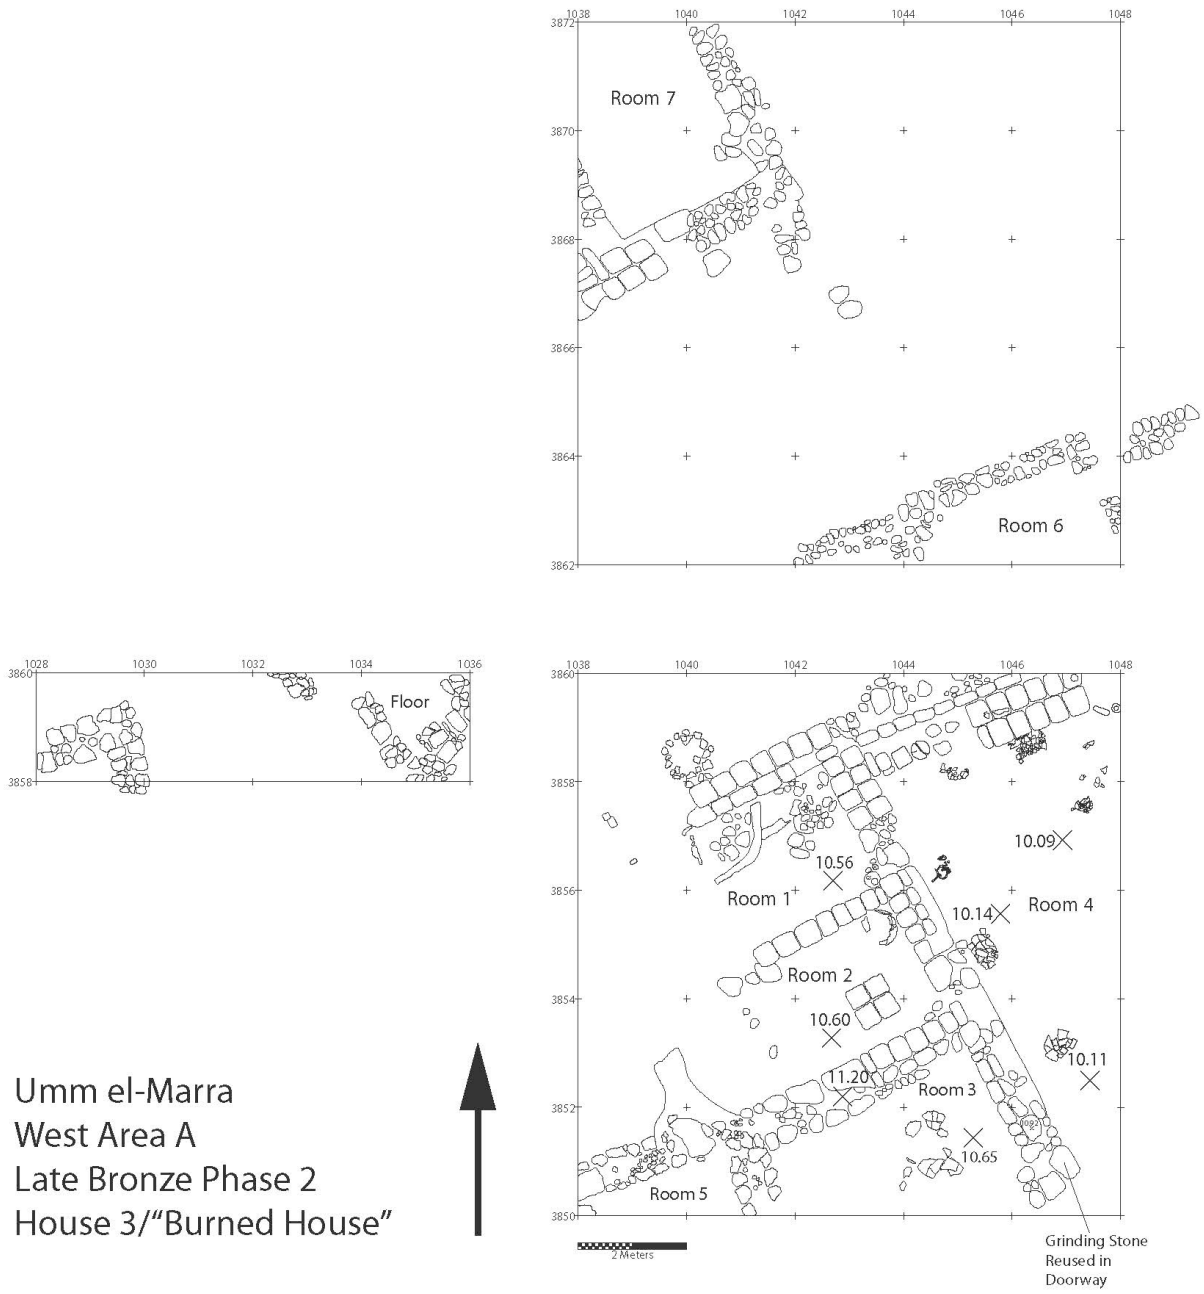 1038 1040 1042 1044 1046 1048
3872
Room 7
3870
3868
3866
3864
Room 6
3862
1028 1030 1032 1034 1036
3860
Floor
3858
1038 1040 1042 1044 1046 1048
3860
3858
10.09
10.56
3856
Room 1
Room 4
10.14
Room 2
3854
10.60
10.11
11.20
Room 3
3852
10.65
Room 5
3850
2 Meters
Grinding Stone
Reused in
Doorway
Umm el-Marra
West Area A
Late Bronze Phase 2
House 3/“Burned House”